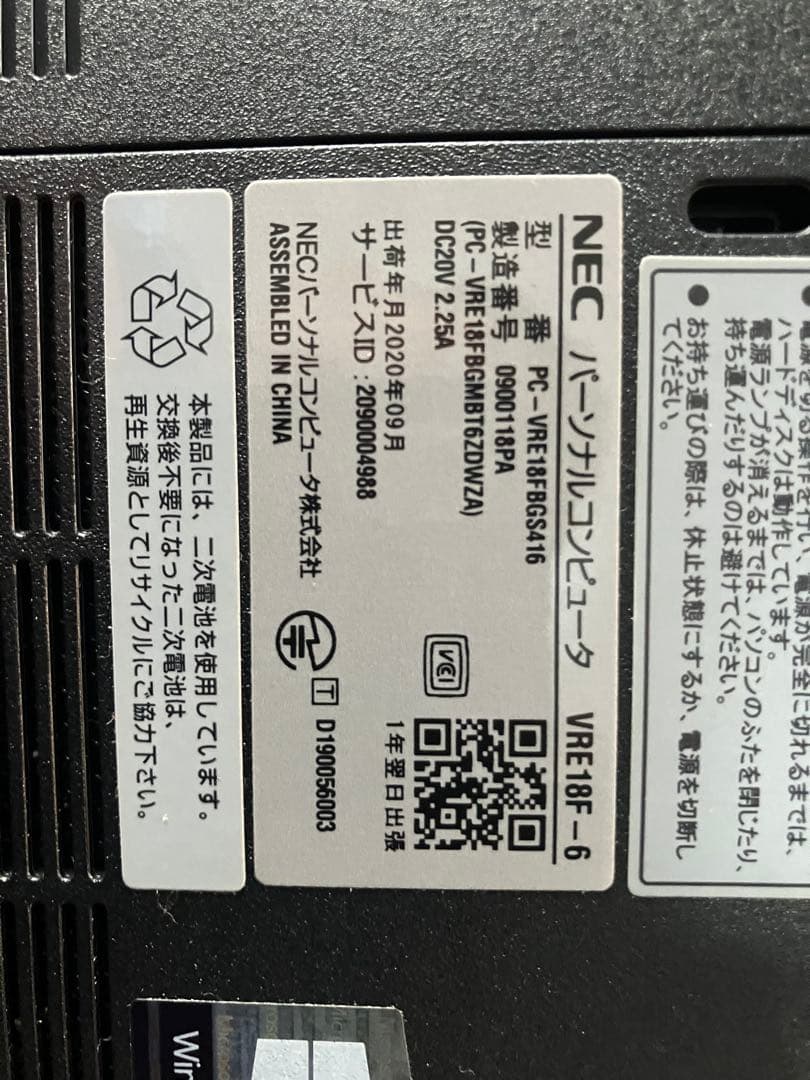 電源ランプが消えるまでは、パソコンのふたを閉じたり、
持ち運んだりするのは避けてください。
● お持ち運びの際は、休止状態にするか、電源を切断し
てください。
ハードディスクは動作しています。
NEC パーソナルコンピュータ VRE18F-6
型 番 PC-VRE18FBGS416
製造番号 0900118PA
(PC-VRE18FBGMBT6ZDWZA)
DC20V 2.25A
VCCI
出荷年月2020年09月
1年翌日出張
サービスID:2090004988
T D190056003
NECパーソナルコンピュータ株式会社
ASSEMBLED IN CHINA
本製品には、二次電池を使用しています。
交換後不要になった二次電池は、
再生資源としてリサイクルにご協力下さい。
Win